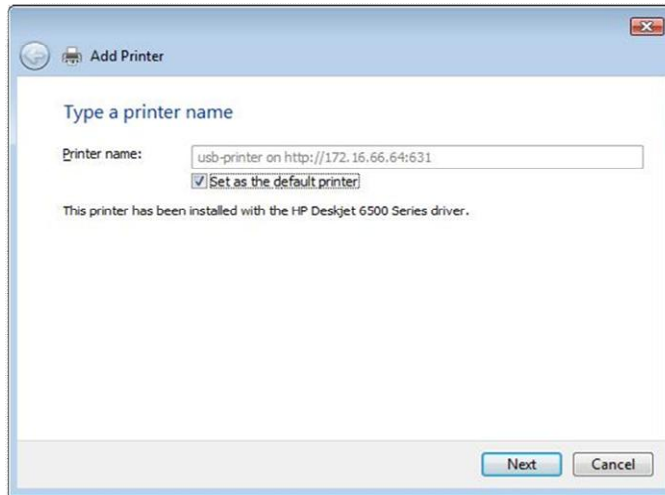 Add Printer
Type a printer name
Printer name:
usb-printer on http://172.16.66.64:631
Set as the default printer
This printer has been installed with the HP Deskjet 6500 Series driver.
Next
Cancel